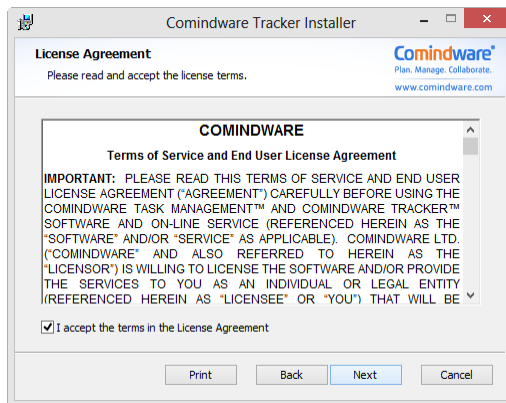 Comindware Tracker Installer
License Agreement
Please read and accept the license terms.
Comindware®
Plan. Manage. Collaborate.
www.comindware.com
COMINDWARE
Terms of Service and End User License Agreement
IMPORTANT: PLEASE READ THIS TERMS OF SERVICE AND END USER
LICENSE AGREEMENT (“AGREEMENT”) CAREFULLY BEFORE USING THE
COMINDWARE TASK MANAGEMENT™ AND COMINDWARE TRACKER™
SOFTWARE AND ON-LINE SERVICE (REFERENCED HEREIN AS THE
“SOFTWARE” AND/OR “SERVICE” AS APPLICABLE). COMINDWARE LTD.
(“COMINDWARE” AND ALSO REFERRED TO HEREIN AS THE
“LICENSOR”) IS WILLING TO LICENSE THE SOFTWARE AND/OR PROVIDE
THE SERVICES TO YOU AS AN INDIVIDUAL OR LEGAL ENTITY
(REFERENCED HEREIN AS “LICENSEE” OR “YOU”) THAT WILL BE
I accept the terms in the License Agreement
Print Back Next Cancel